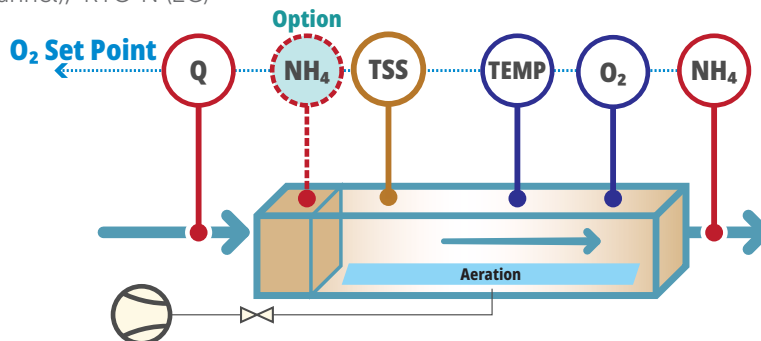 Option
O₂ Set Point
Q
NH₄
TSS
TEMP
O₂
NH₄
Aeration